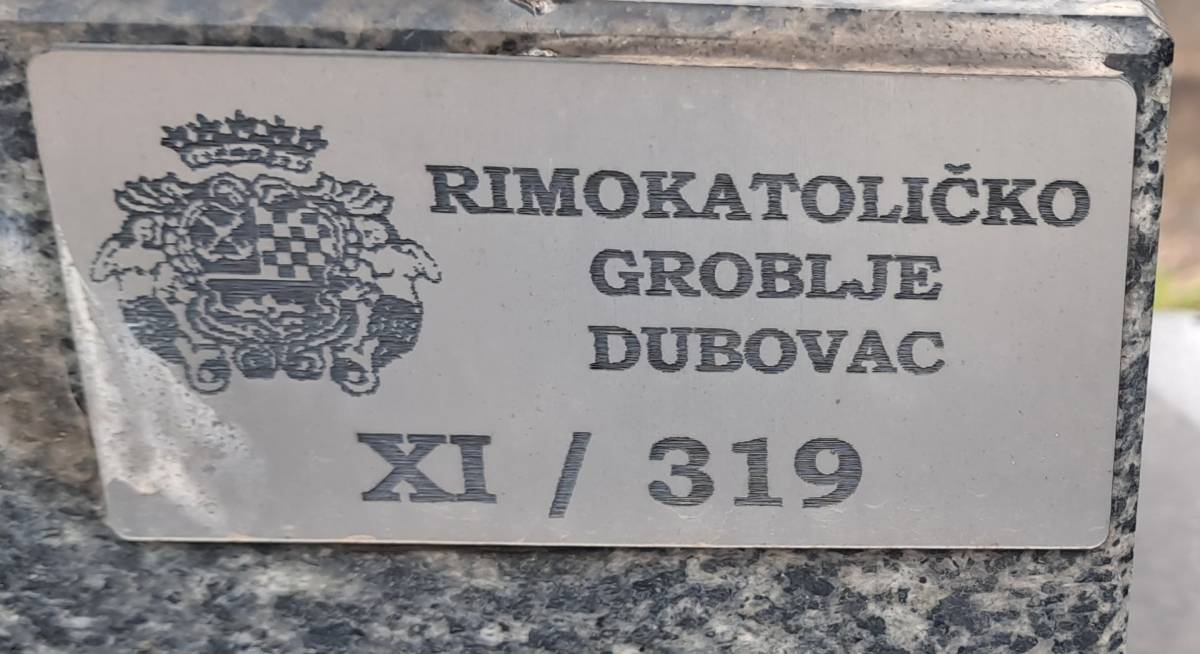 RIMOKATOLIČKO
GROBLJE
DUBOVAC
XI / 319